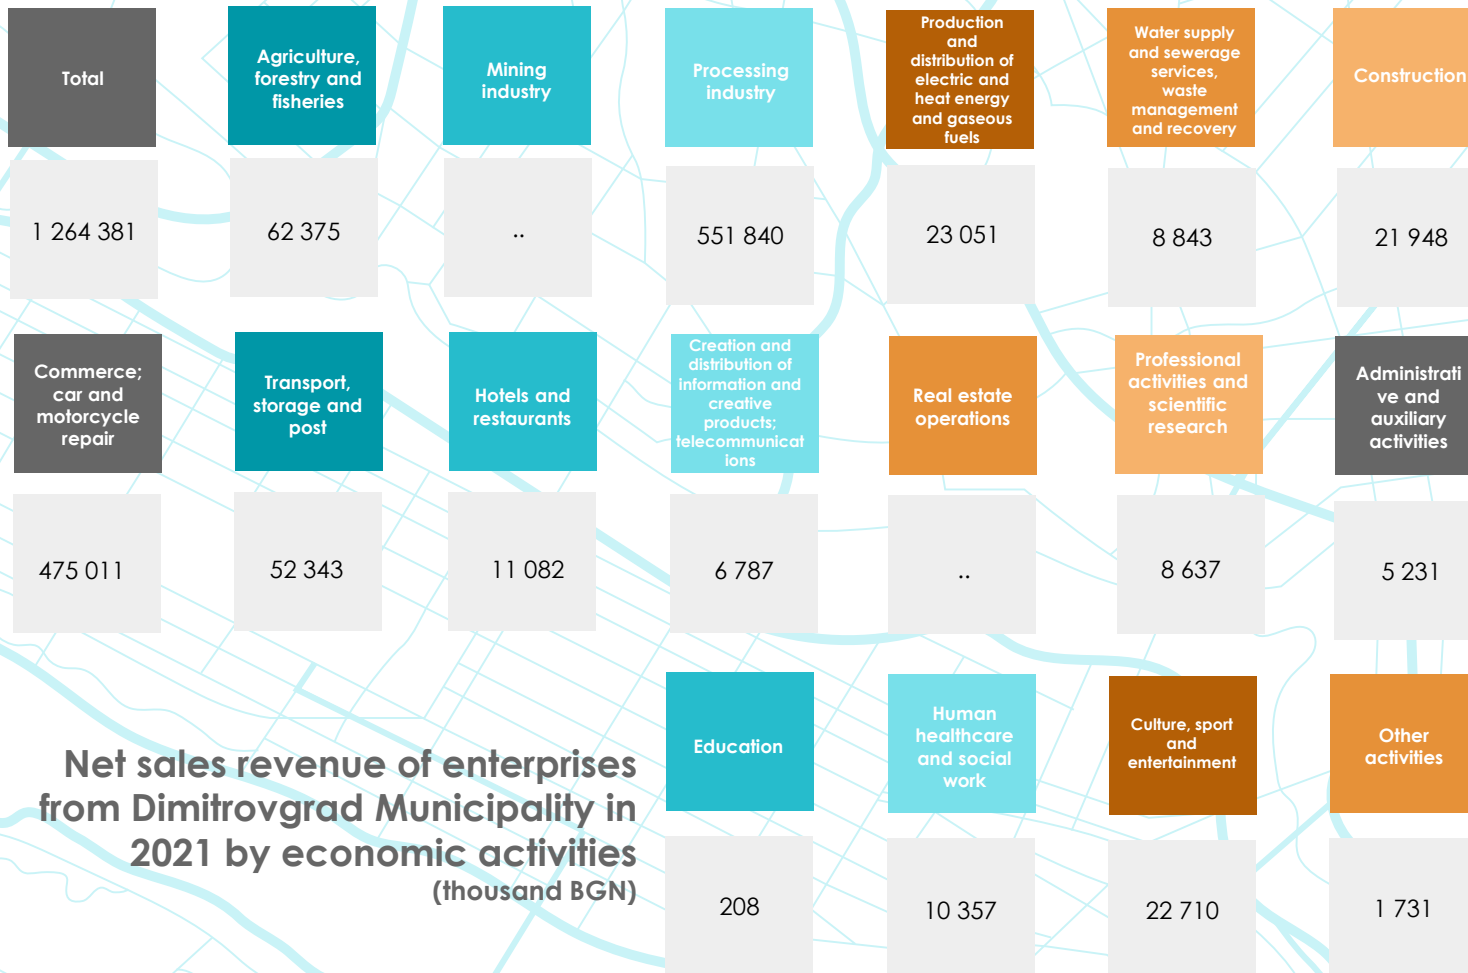 Total
Agriculture,
forestry and
fisheries
Mining
industry
Processing
industry
Production
and
distribution of
electric and
heat energy
and gaseous
fuels
Water supply
and sewerage
services,
waste
management
and recovery
Construction
1 264 381
62 375
..
551 840
23 051
8 843
21 948
Commerce;
car and
motorcycle
repair
Transport,
storage and
post
Hotels and
restaurants
Creation and
distribution of
information and
creative
products;
telecommunicat
ions
Real estate
operations
Professional
activities and
scientific
research
Administrati
ve and
auxiliary
activities
475 011
52 343
11 082
6 787
..
8 637
5 231
Education
Human
healthcare
and social
work
Culture, sport
and
entertainment
Other
activities
208
10 357
22 710
1 731
Net sales revenue of enterprises
from Dimitrovgrad Municipality in
2021 by economic activities
(thousand BGN)